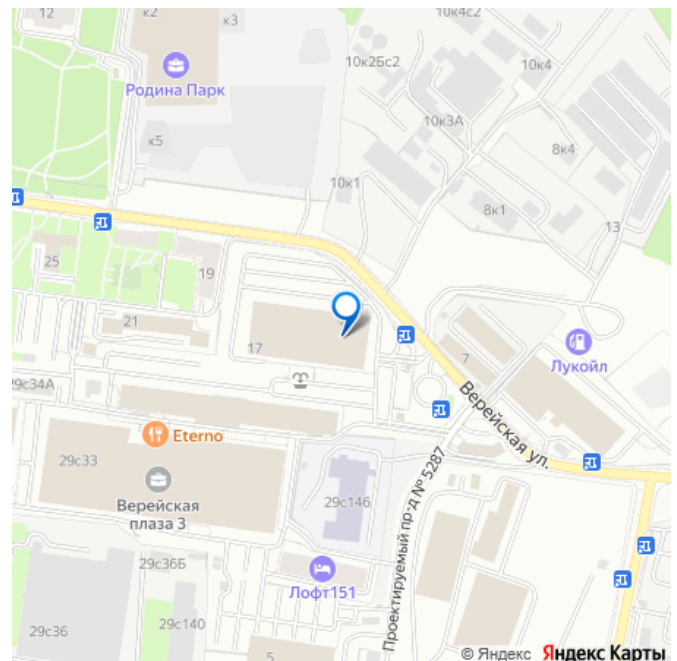 12
к2
к3
10к4с2
Родина Парк
10к2Бс2
10к4
10к3А
к5
8к4
10к1
8к1
13
25
19
21
17
7
Лукойл
29с34А
Верейская ул.
Eterno
29с33
Верейская
плаза 3
29с146
Проектируемый пр-д № 5287
29с36Б
Лофт151
29с36
29с140
5
© Яндекс Яндекс Карты